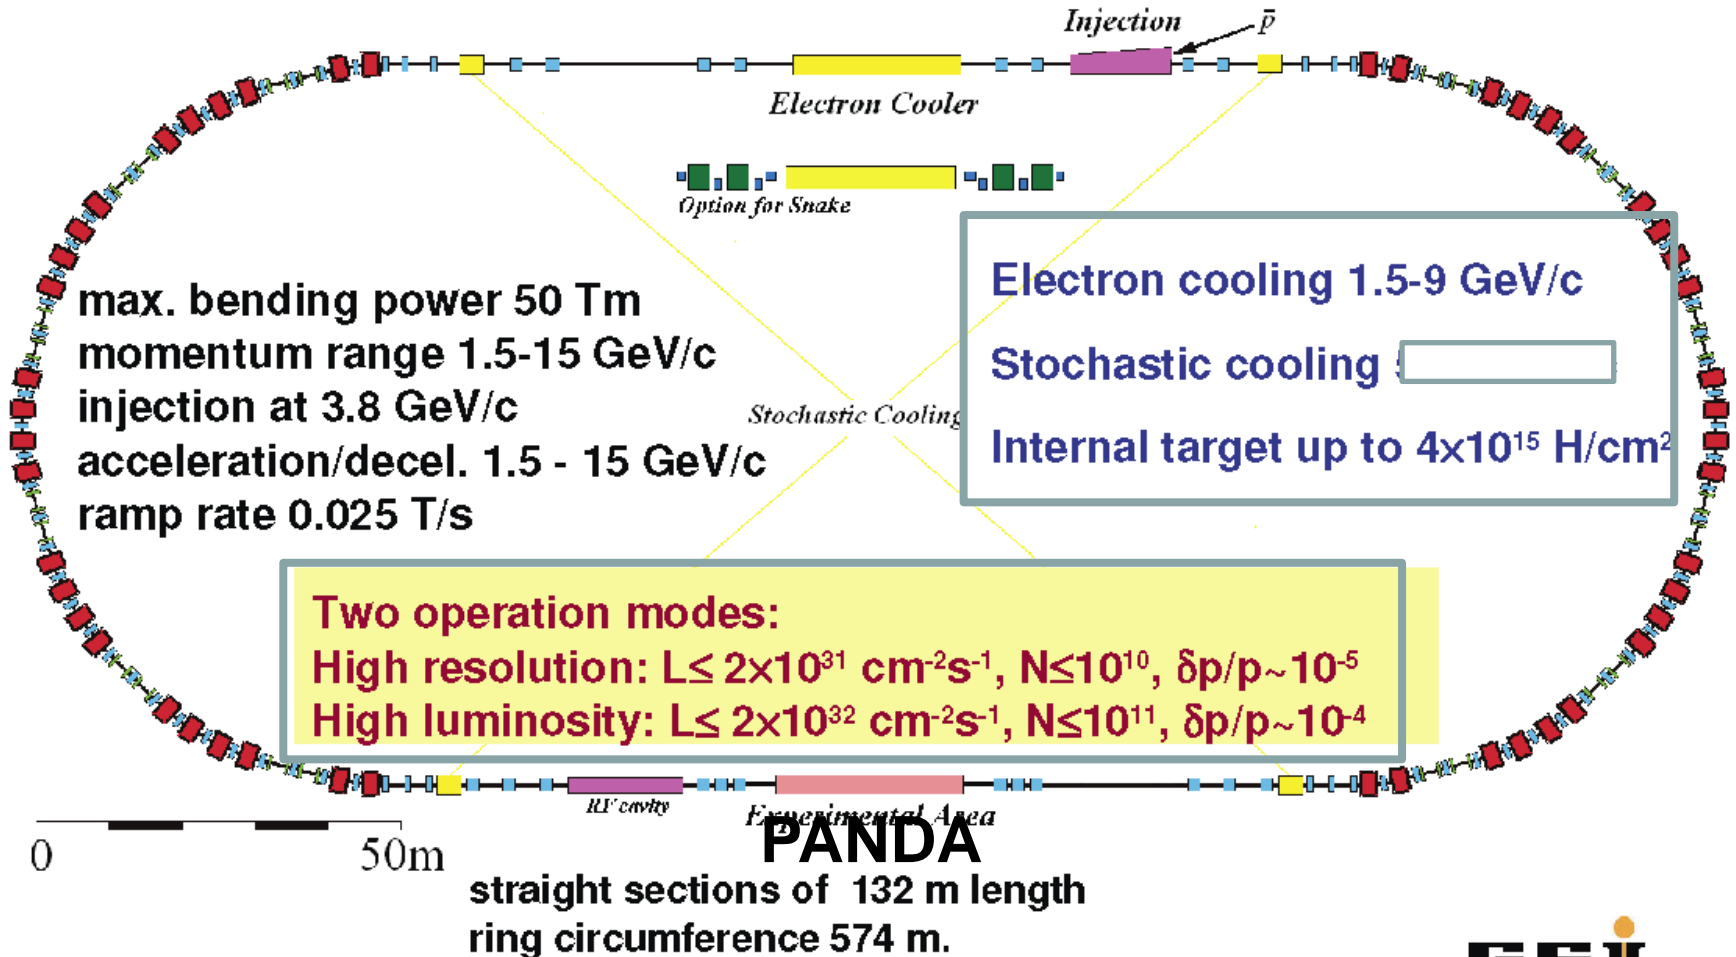 Injection
p̄
Electron Cooler
Option for Snake
max. bending power 50 Tm
momentum range 1.5-15 GeV/c
injection at 3.8 GeV/c
acceleration/decel. 1.5 - 15 GeV/c
ramp rate 0.025 T/s
Electron cooling 1.5-9 GeV/c
Stochastic cooling
Internal target up to 4x10¹⁵ H/cm²
Stochastic Cooling
Two operation modes:
High resolution: L≤ 2x10³¹ cm⁻²s⁻¹, N≤10¹⁰, δp/p~10⁻⁵
High luminosity: L≤ 2x10³² cm⁻²s⁻¹, N≤10¹¹, δp/p~10⁻⁴
RF cavity
Experimental Area
PANDA
0 50m
straight sections of 132 m length
ring circumference 574 m.